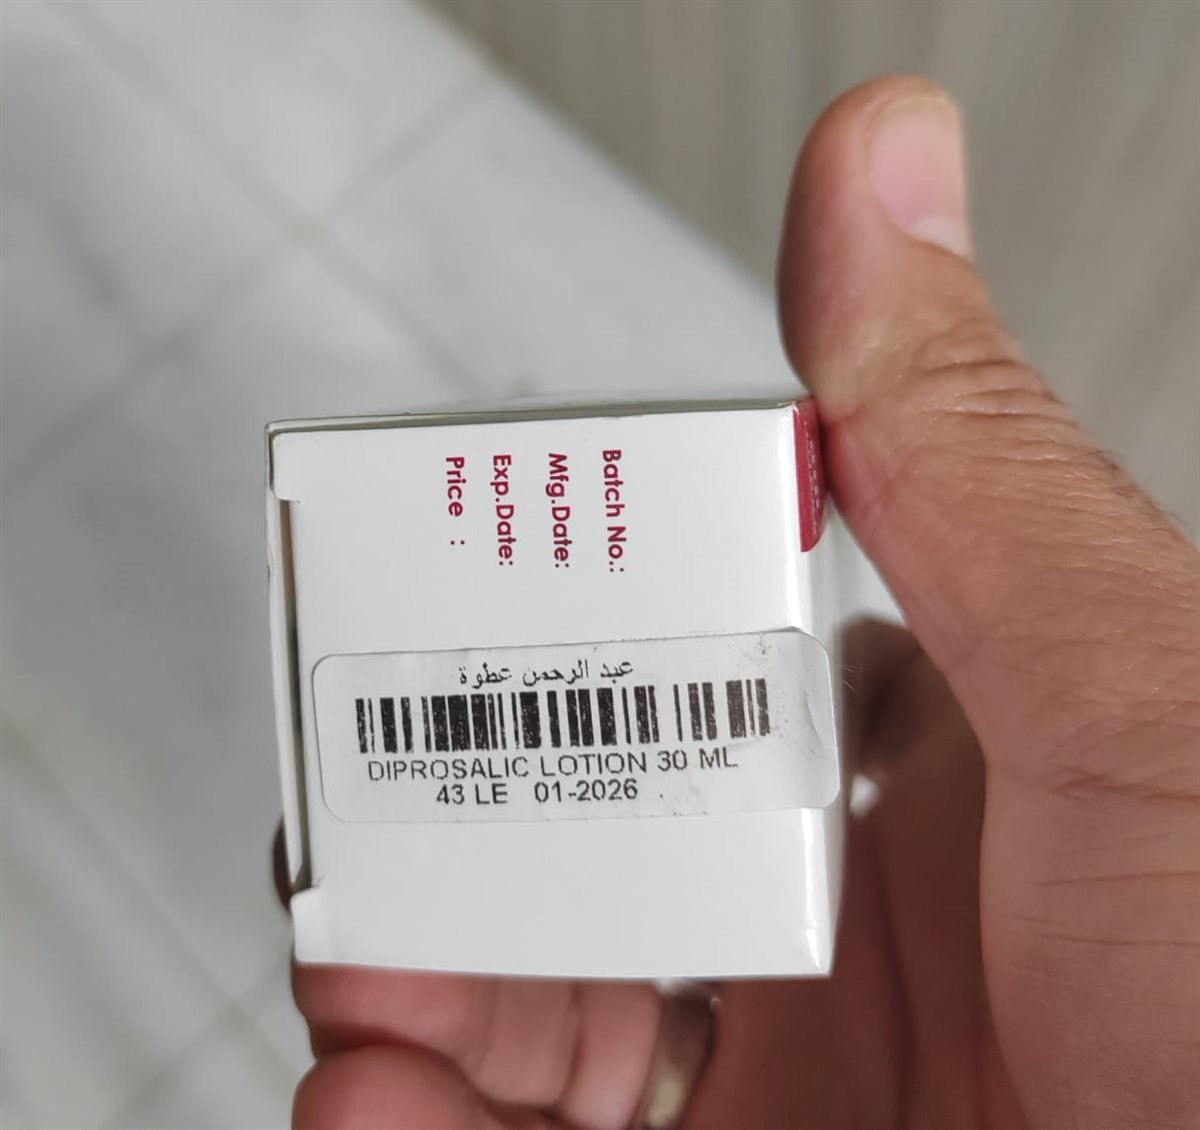 Batch No.:
Mfg.Date:
Exp.Date:
Price :
عبد الرحمن عطوة
DIPROSALIC LOTION 30 ML
43 LE 01-2026